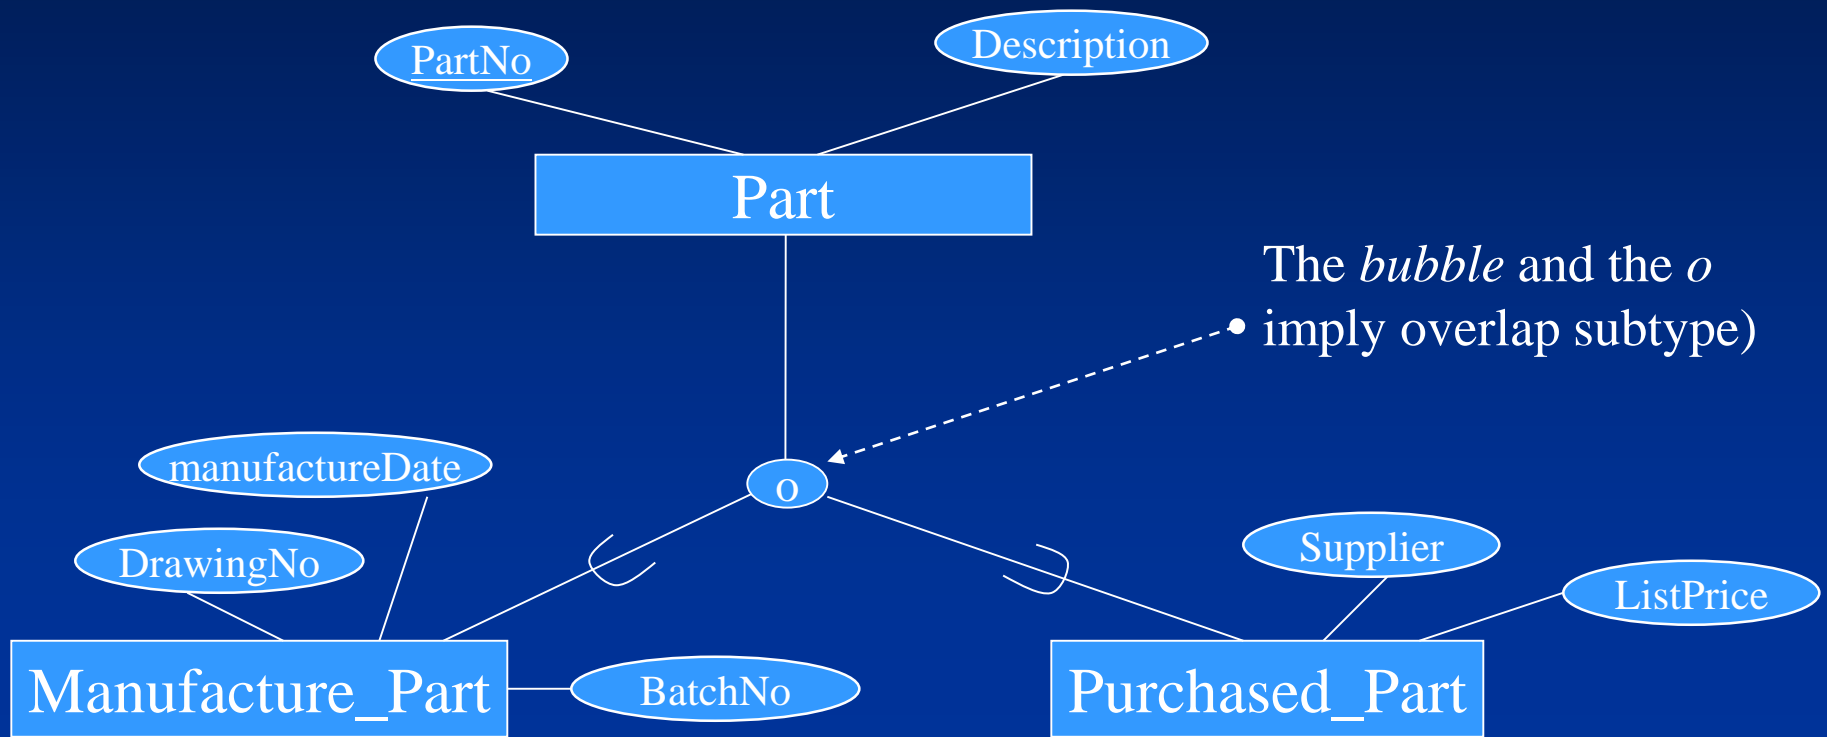 PartNo
Description
Part
The bubble and the o
imply overlap subtype)
manufactureDate
o
DrawingNo
Supplier
ListPrice
Manufacture_Part
BatchNo
Purchased_Part